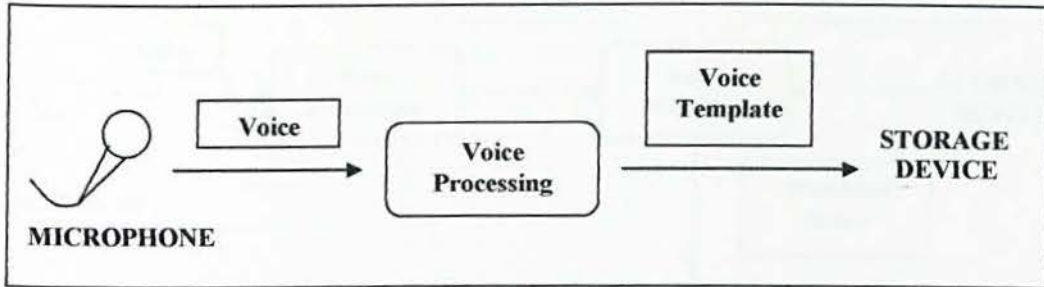 MICROPHONE
Voice
Voice
Processing
Voice
Template
STORAGE
DEVICE